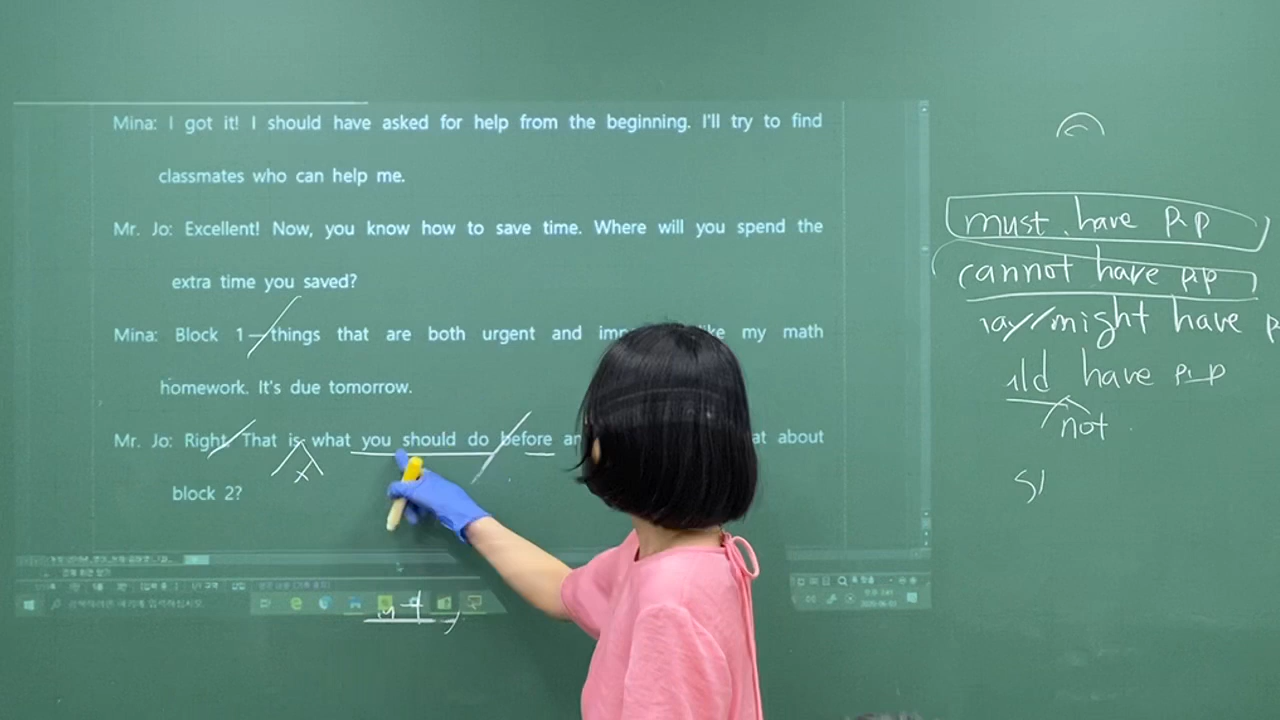 Mina: I got it! I should have asked for help from the beginning. I'll try to find
classmates who can help me.
Mr. Jo: Excellent! Now, you know how to save time. Where will you spend the
extra time you saved?
Mina: Block 1 – things that are both urgent and my math
homework. It's due tomorrow.
Mr. Jo: Right. That is what you should do before about
block 2?
must have p.p
cannot have p.p
might have
have p.p
not